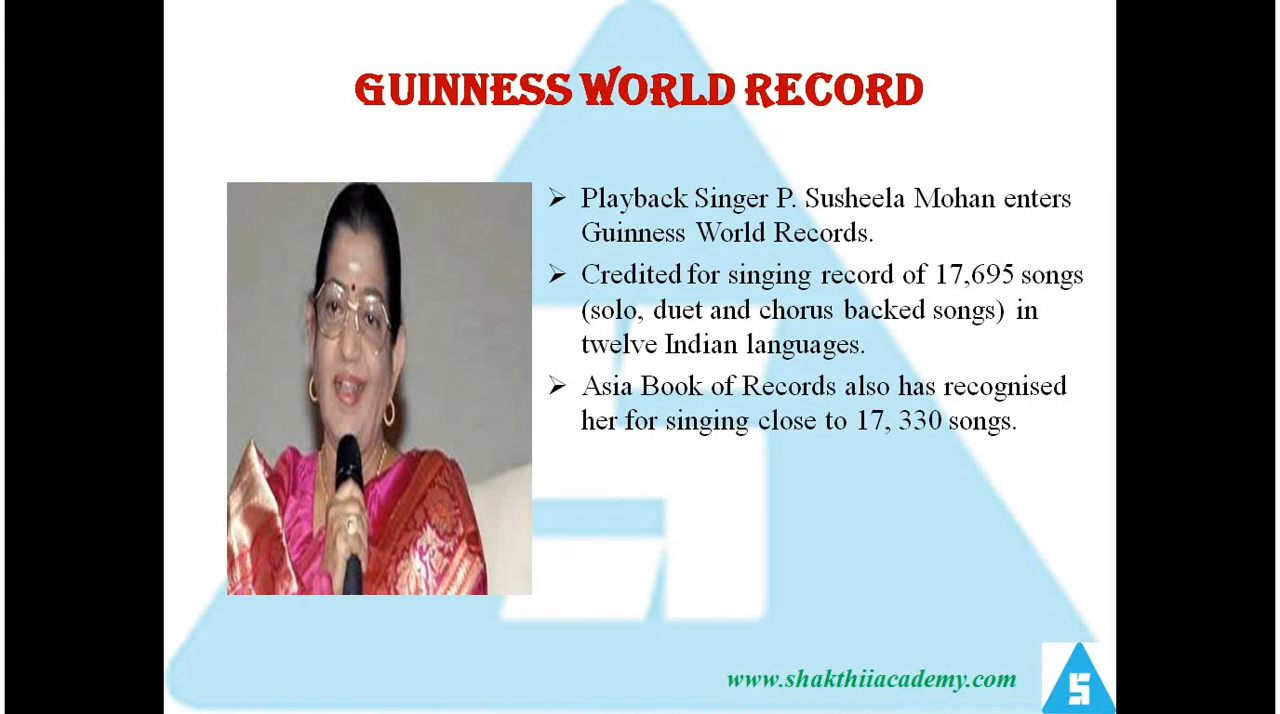 GUINNESS WORLD RECORD
➢ Playback Singer P. Susheela Mohan enters
Guinness World Records.
➢ Credited for singing record of 17,695 songs
(solo, duet and chorus backed songs) in
twelve Indian languages.
➢ Asia Book of Records also has recognised
her for singing close to 17, 330 songs.
www.shakthiiacademy.com
S